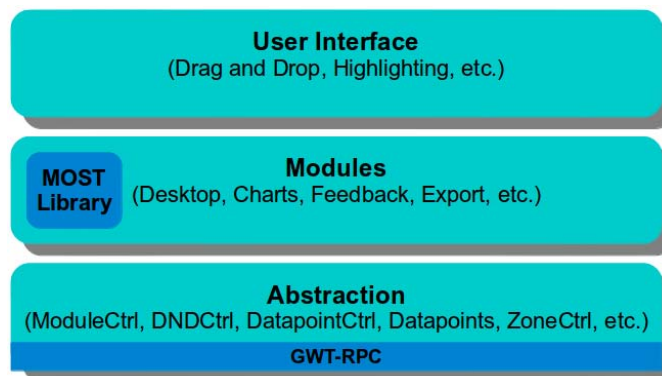 User Interface
(Drag and Drop, Highlighting, etc.)
MOST
Library
Modules
(Desktop, Charts, Feedback, Export, etc.)
Abstraction
(ModuleCtrl, DNDCtrl, DatapointCtrl, Datapoints, ZoneCtrl, etc.)
GWT-RPC